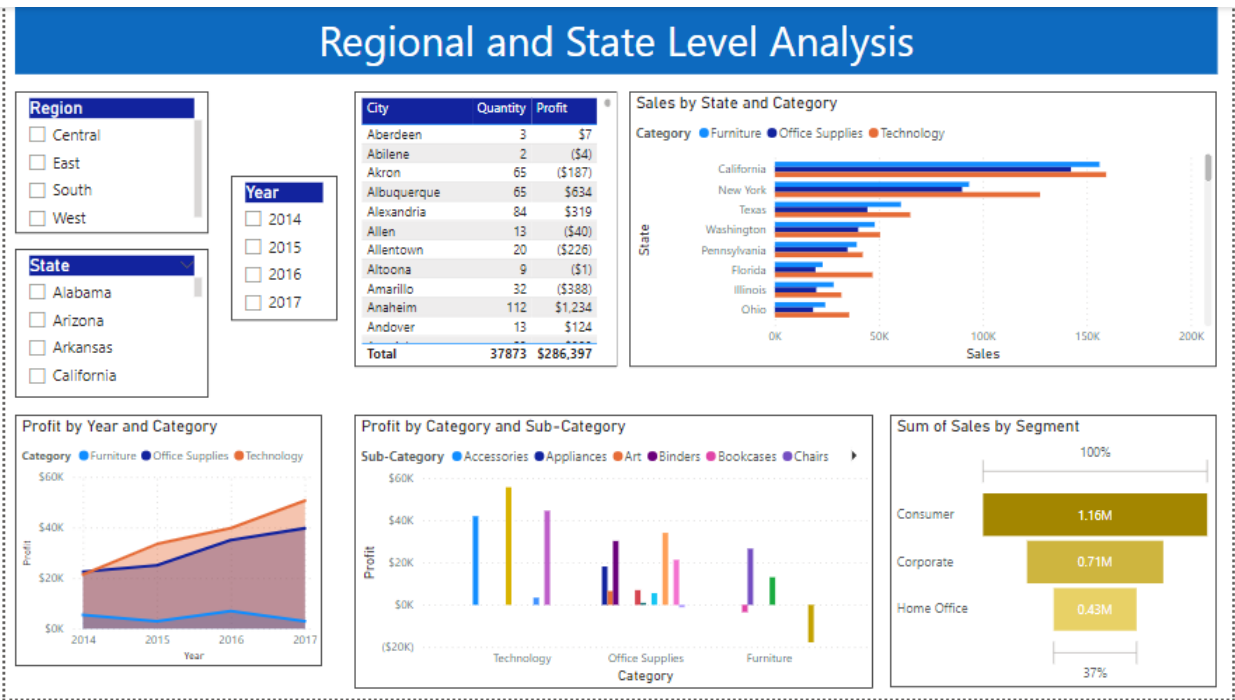 Regional and State Level Analysis
Region
Central
East
South
West
State
Alabama
Arizona
Arkansas
California
Year
2014
2015
2016
2017
City Quantity Profit
Aberdeen 3 $7
Abilene 2 ($4)
Akron 65 ($187)
Albuquerque 65 $634
Alexandria 84 $319
Allen 13 ($40)
Allentown 20 ($226)
Altoona 9 ($1)
Amarillo 32 ($388)
Anaheim 112 $1,234
Andover 13 $124
Total 37873 $286,397
Sales by State and Category
Category Furniture Office Supplies Technology
State
California
New York
Texas
Washington
Pennsylvania
Florida
Illinois
Ohio
0K 50K 100K 150K 200K
Sales
Profit by Year and Category
Category Furniture Office Supplies Technology
Profit
$60K
$40K
$20K
$0K
2014 2015 2016 2017
Year
Profit by Category and Sub-Category
Sub-Category Accessories Appliances Art Binders Bookcases Chairs
Profit
$60K
$40K
$20K
$0K
($20K)
Technology Office Supplies Furniture
Category
Sum of Sales by Segment
100%
Consumer 1.16M
Corporate 0.71M
Home Office 0.43M
37%